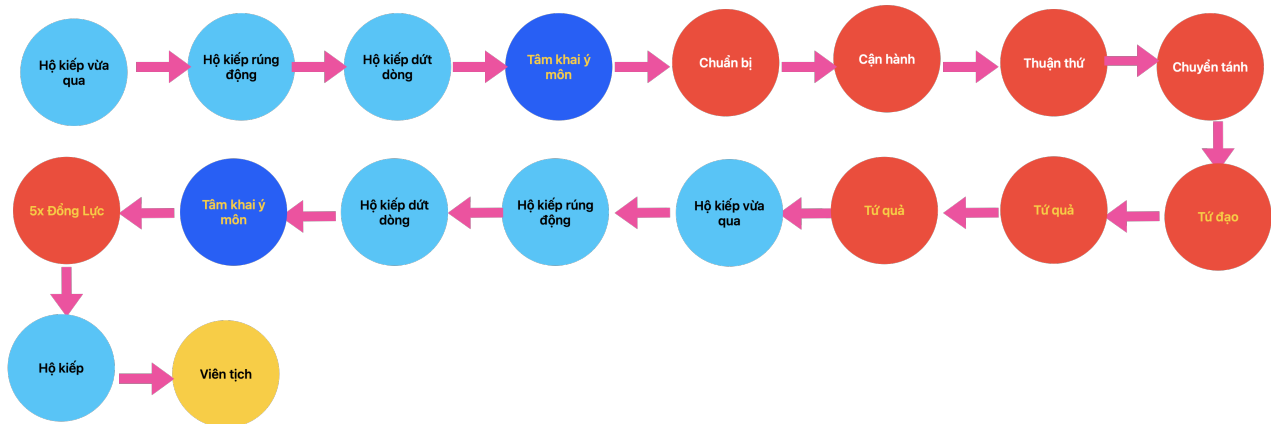 Hộ kiếp vừa
qua
Hộ kiếp rúng
động
Hộ kiếp dứt
dòng
Tâm khai ý
môn
Chuẩn bị
Cận hành
Thuận thứ
Chuyển tánh
Tứ đạo
Tứ quả
Tứ quả
Hộ kiếp vừa
qua
Hộ kiếp rúng
động
Hộ kiếp dứt
dòng
Tâm khai ý
môn
5x Đổng Lực
Hộ kiếp
Viên tịch